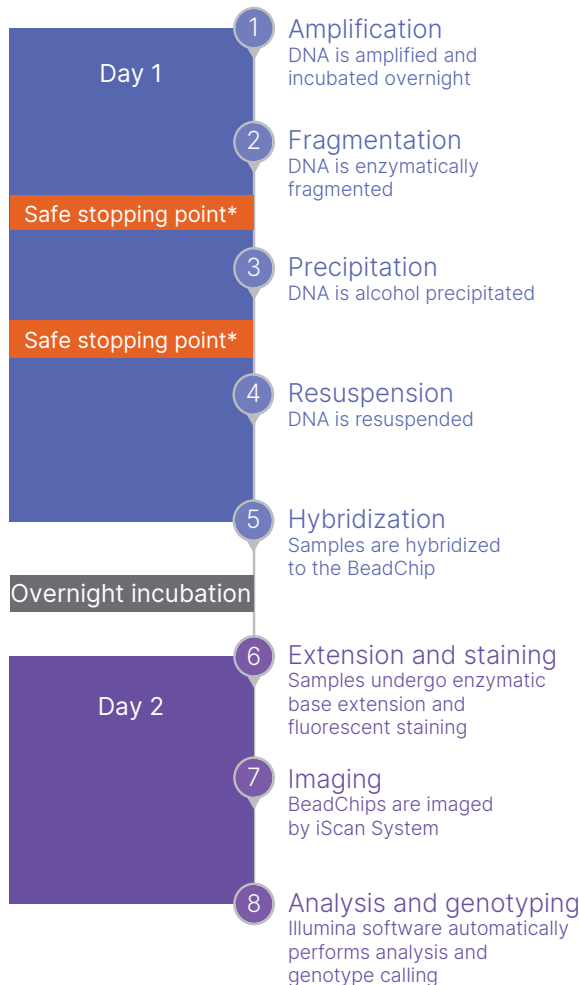 1
Amplification
DNA is amplified and
incubated overnight
Day 1
2
Fragmentation
DNA is enzymatically
fragmented
Safe stopping point*
3
Precipitation
DNA is alcohol precipitated
Safe stopping point*
4
Resuspension
DNA is resuspended
5
Hybridization
Samples are hybridized
to the BeadChip
Overnight incubation
6
Extension and staining
Samples undergo enzymatic
base extension and
fluorescent staining
Day 2
7
Imaging
BeadChips are imaged
by iScan System
8
Analysis and genotyping
Illumina software automatically
performs analysis and
genotype calling